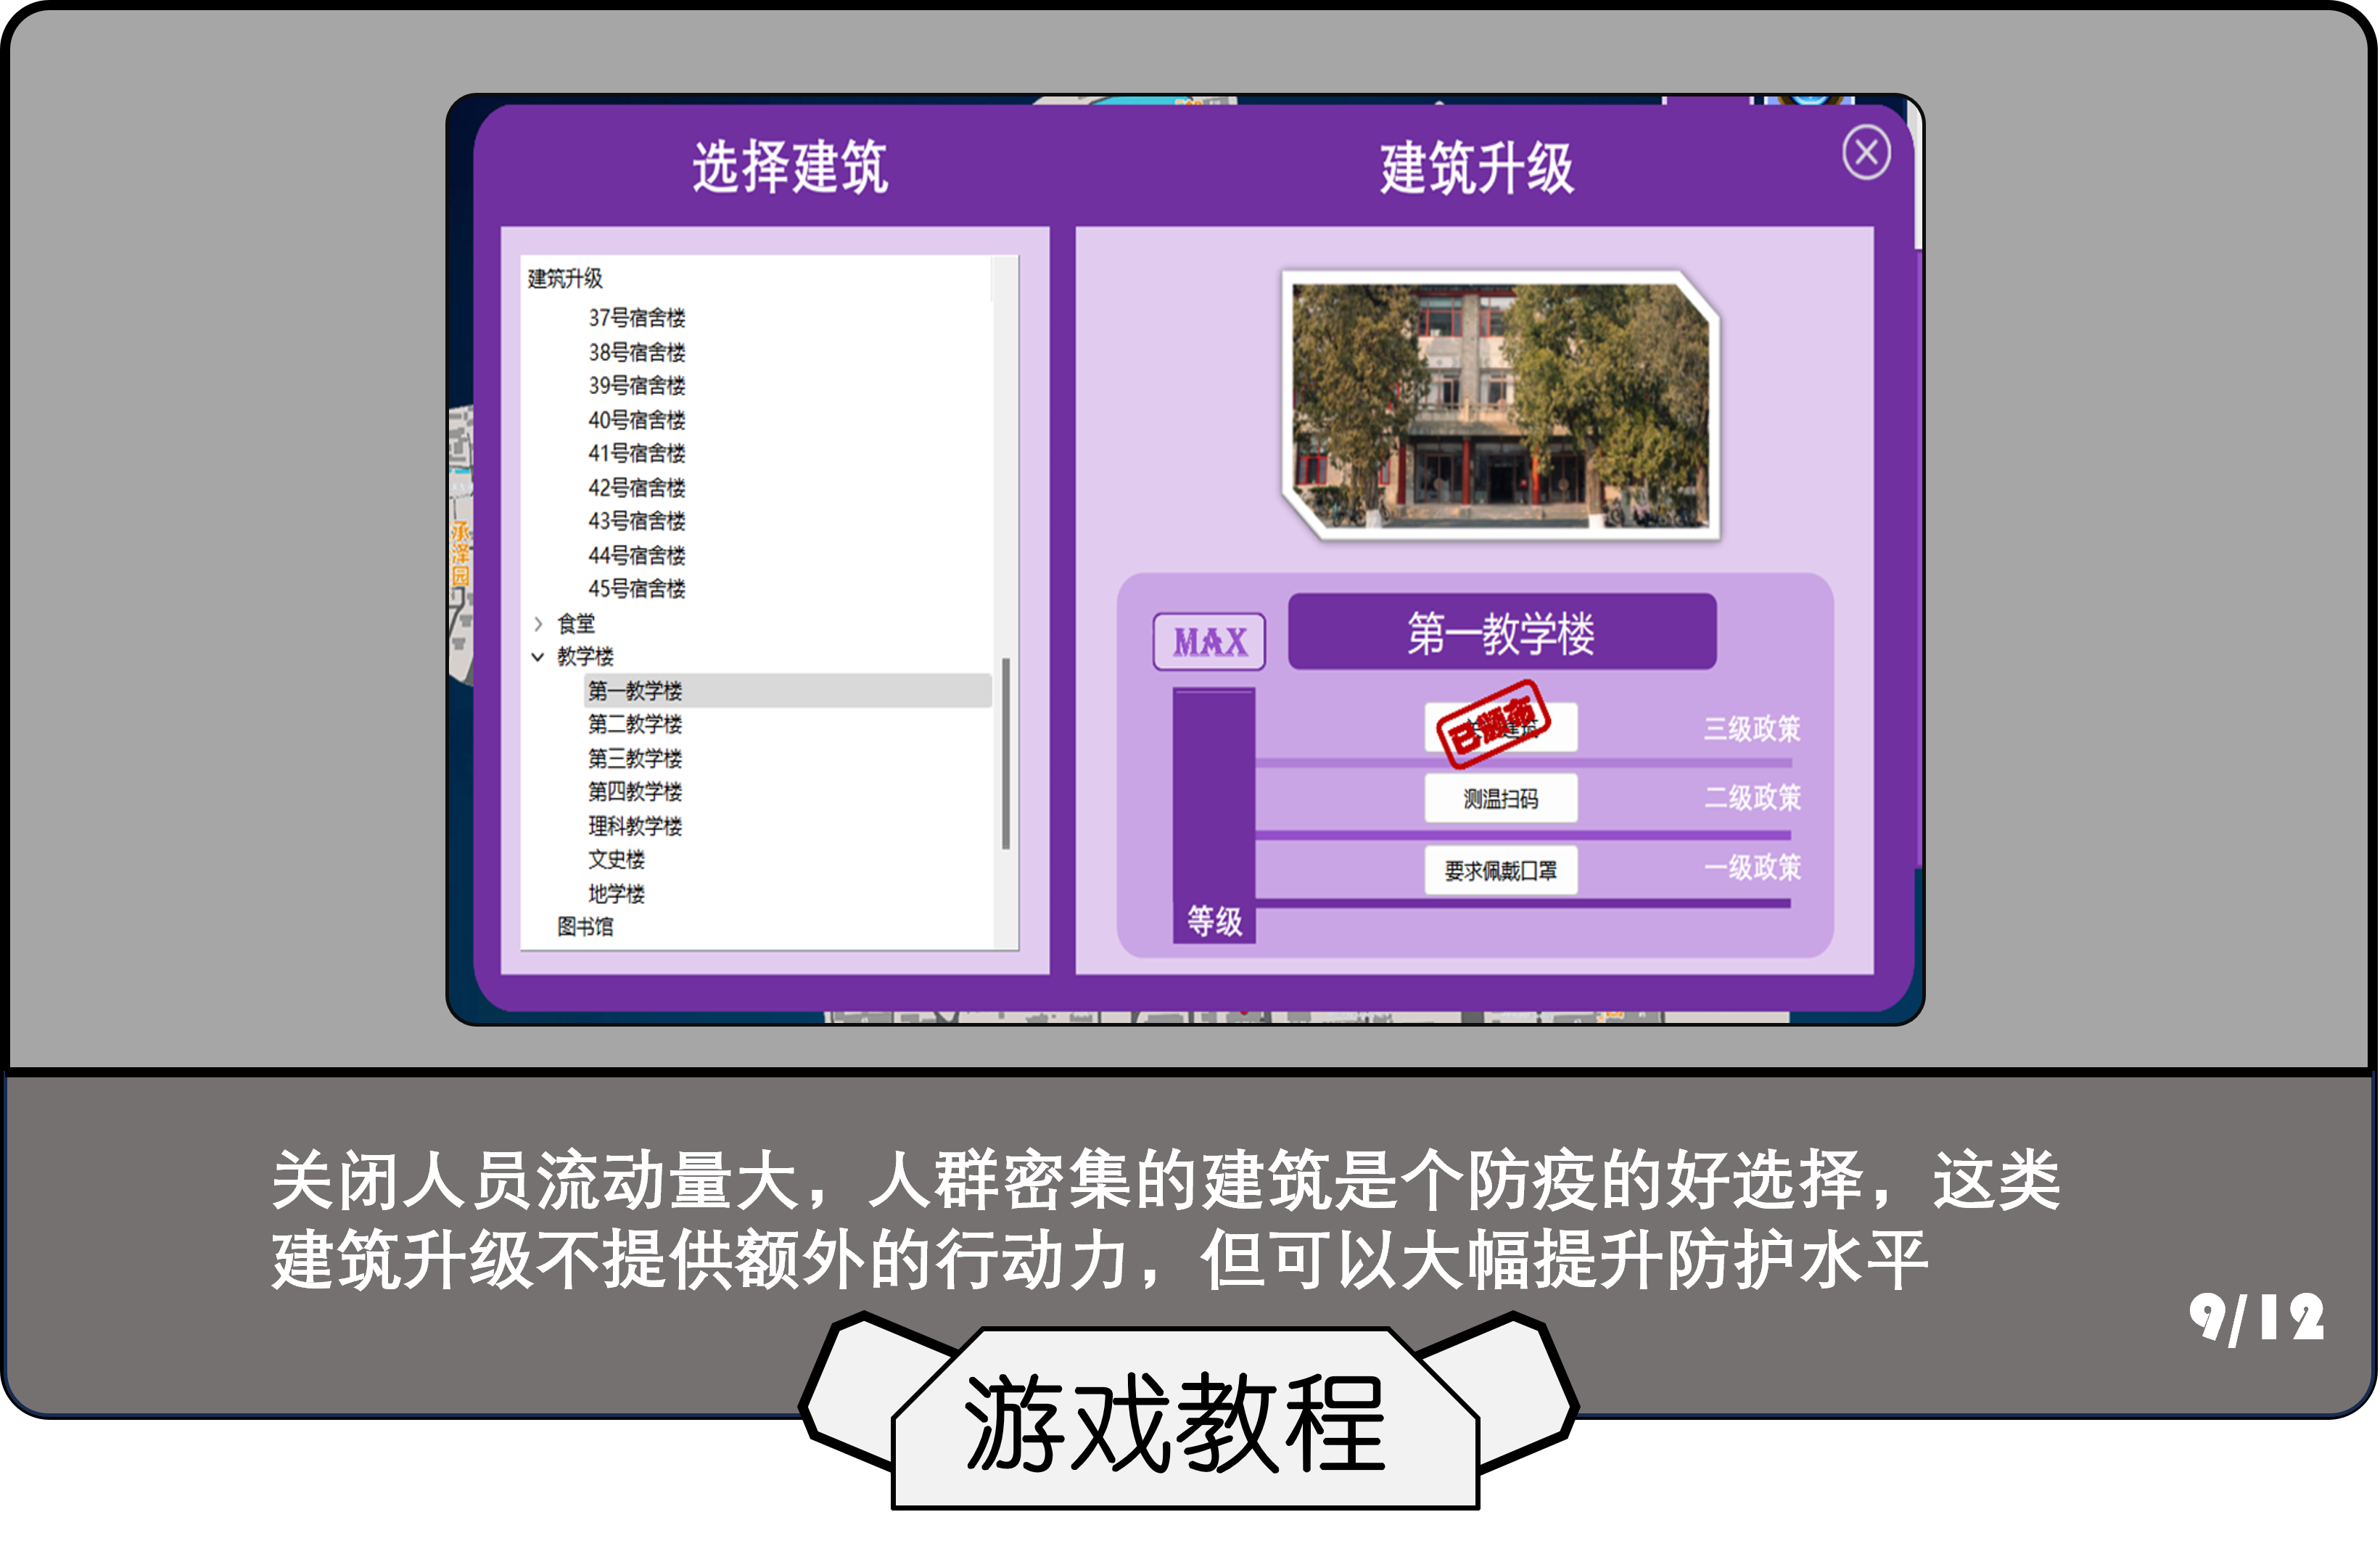 选择建筑
建筑升级
建筑升级
37号宿舍楼
38号宿舍楼
39号宿舍楼
40号宿舍楼
41号宿舍楼
42号宿舍楼
43号宿舍楼
44号宿舍楼
45号宿舍楼
食堂
教学楼
第一教学楼
第二教学楼
第三教学楼
第四教学楼
理科教学楼
文史楼
地学楼
图书馆
承泽园
MAX
第一教学楼
已颁布
三级政策
测温扫码
二级政策
要求佩戴口罩
一级政策
等级
关闭人员流动量大，人群密集的建筑是个防疫的好选择，这类
建筑升级不提供额外的行动力，但可以大幅提升防护水平
9/12
游戏教程